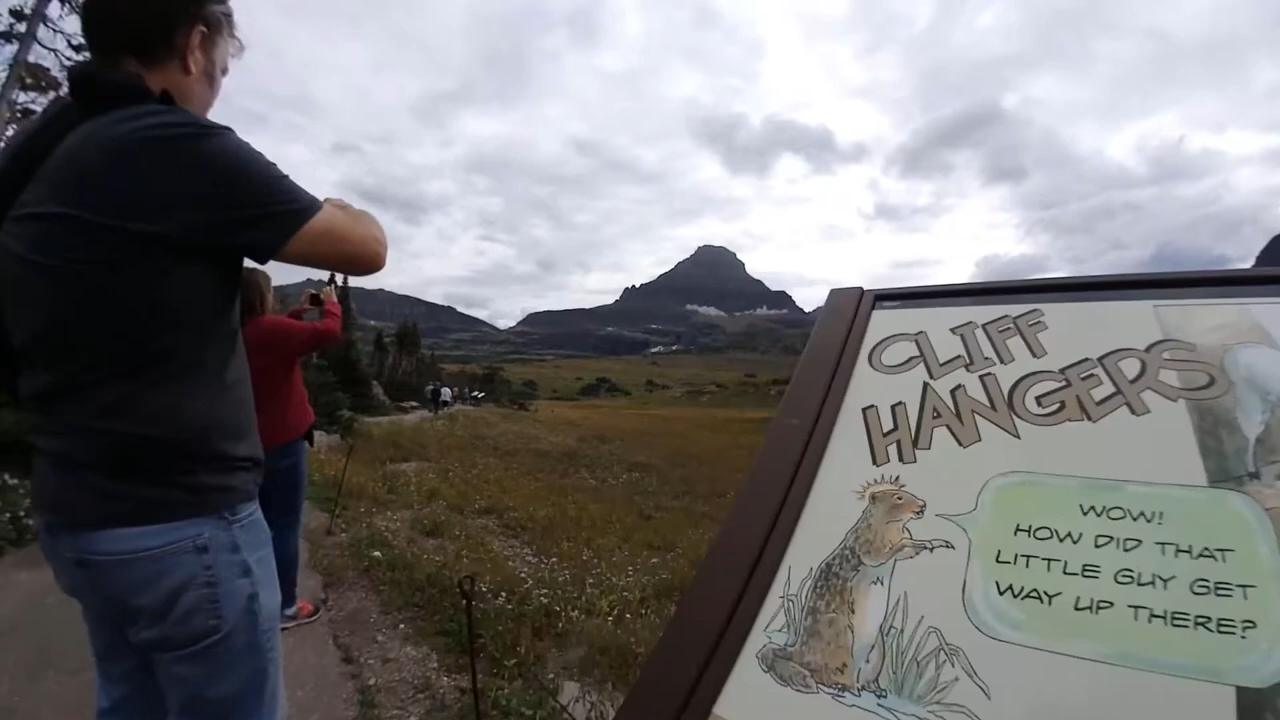 CLIFF
HANGERS
WOW!
HOW DID THAT
LITTLE GUY GET
WAY UP THERE?